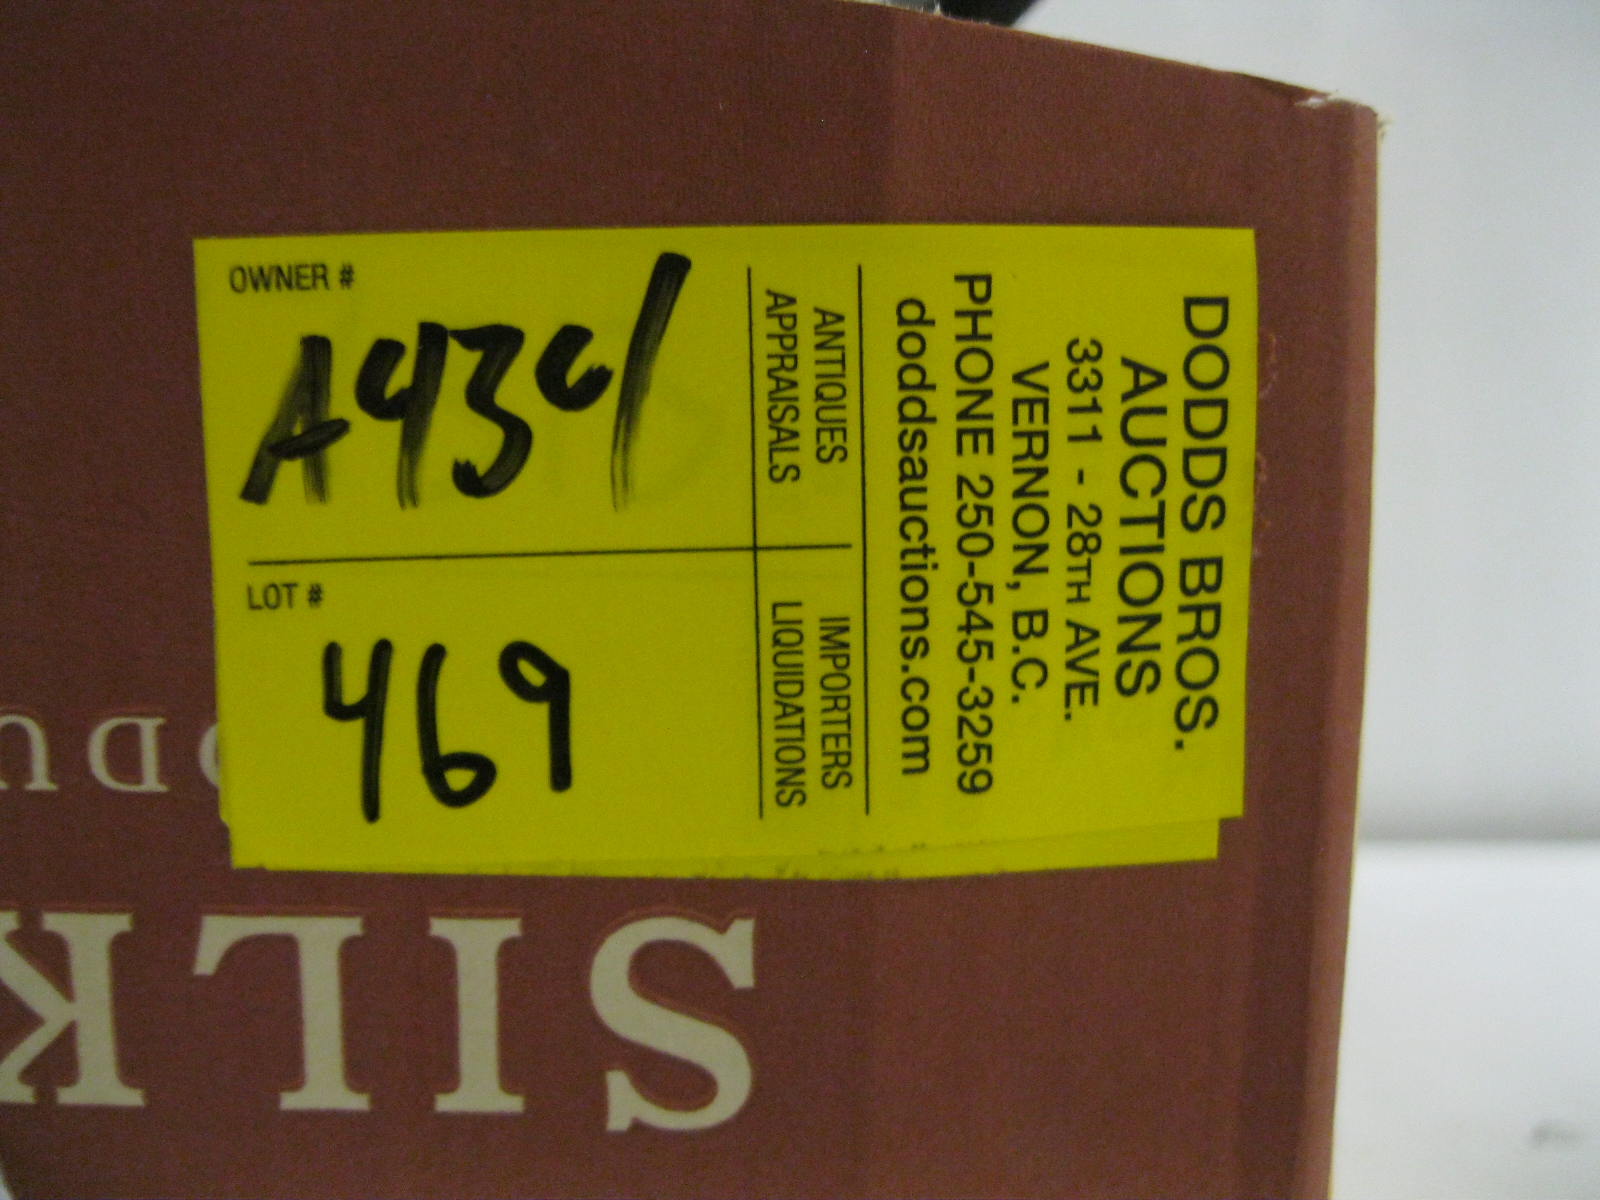 DODDS BROS.
AUCTIONS
3311 - 28TH AVE.
VERNON, B.C.
PHONE 250-545-3259
doddsauctions.com
ANTIQUES
APPRAISALS
IMPORTERS
LIQUIDATIONS
OWNER #
LOT #
469
SILK